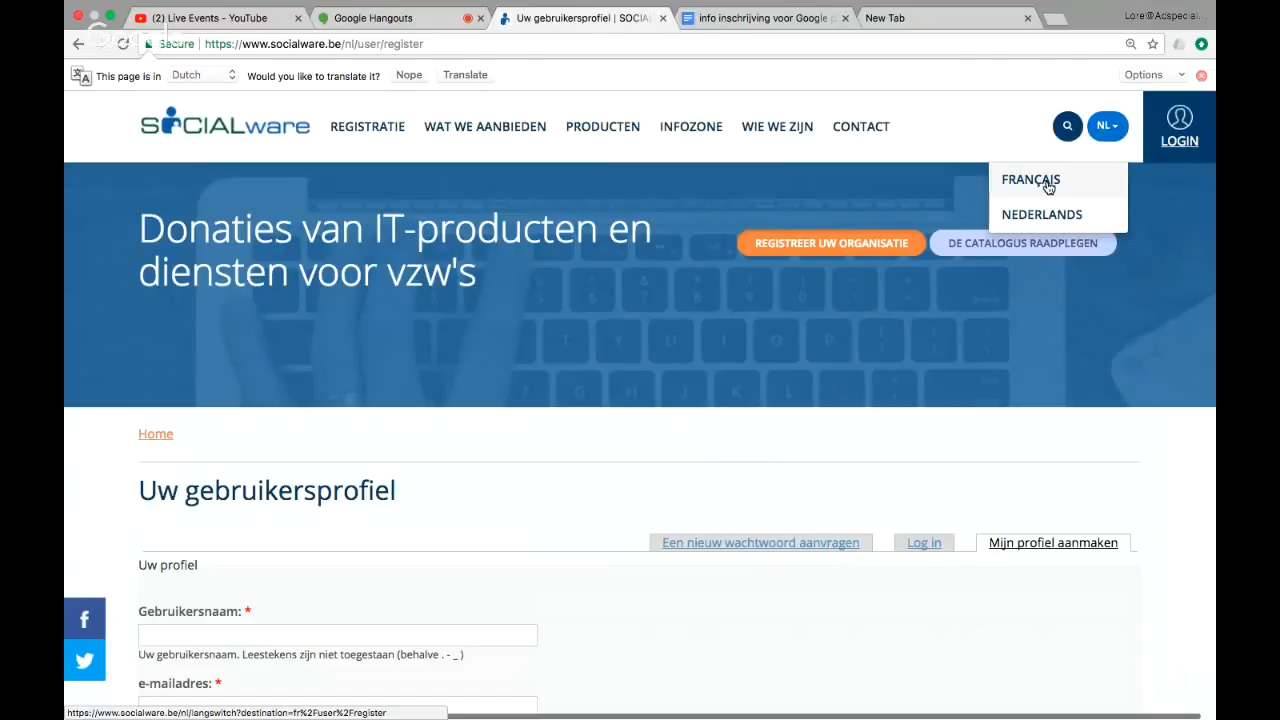 (2) Live Events - YouTube
Google Hangouts
Uw gebruikersprofiel | SOCIAL
info inschrijving voor Google p
New Tab
Lore@Adspecial...
Secure
https://www.socialware.be/nl/user/register
This page is in
Dutch
Would you like to translate it?
Nope
Translate
Options
SOCIALware
REGISTRATIE
WAT WE AANBIEDEN
PRODUCTEN
INFOZONE
WIE WE ZIJN
CONTACT
NL
LOGIN
FRANÇAIS
NEDERLANDS
Donaties van IT-producten en
diensten voor vzw's
REGISTREER UW ORGANISATIE
DE CATALOGUS RAADPLEGEN
Home
Uw gebruikersprofiel
Een nieuw wachtwoord aanvragen
Log in
Mijn profiel aanmaken
Uw profiel
Gebruikersnaam: *
Uw gebruikersnaam. Leestekens zijn niet toegestaan (behalve . - _ )
e-mailadres: *
https://www.socialware.be/nl/langswitch?destination=fr%2Fuser%2Fregister